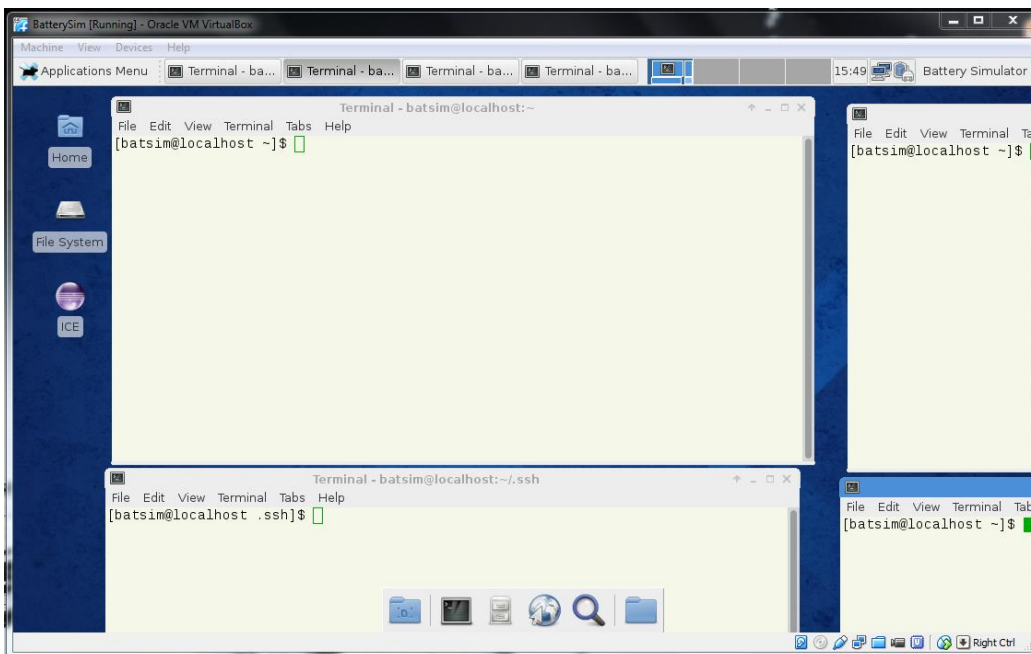 BatterySim [Running] - Oracle VM VirtualBox
Machine View Devices Help
Applications Menu Terminal - ba... Terminal - ba... Terminal - ba... Terminal - ba... 15:49 Battery Simulator
Terminal - batsim@localhost:~
File Edit View Terminal Tabs Help
[batsim@localhost ~]$
File Edit View Terminal Ta
[batsim@localhost ~]$
Home
File System
ICE
Terminal - batsim@localhost:~/.ssh
File Edit View Terminal Tabs Help
[batsim@localhost .ssh]$
File Edit View Terminal Tab
[batsim@localhost ~]$
Right Ctrl